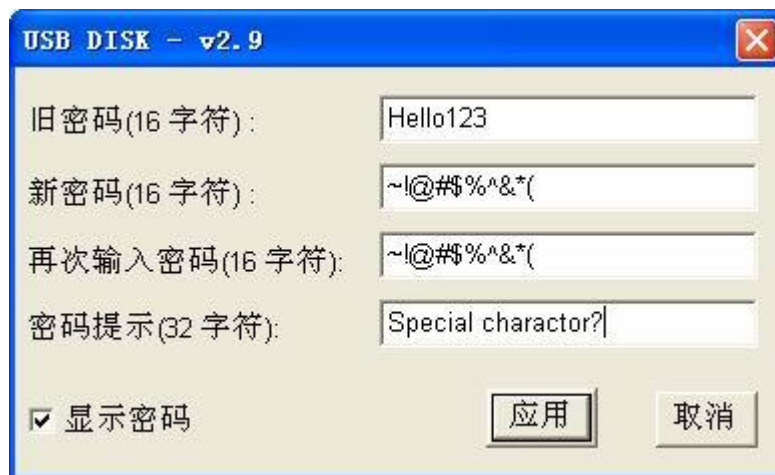 USB DISK - v2.9
旧密码(16 字符) : Hello123
新密码(16 字符) : ~!@#$%^&*(
再次输入密码(16 字符): ~!@#$%^&*(
密码提示(32 字符): Special charactor?
显示密码 应用 取消